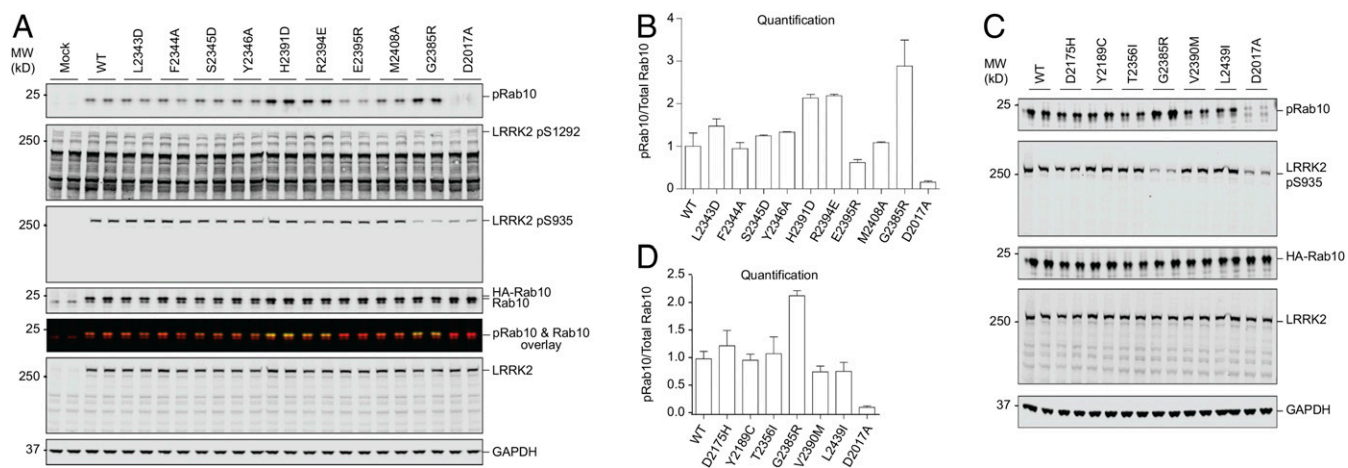 A
MW
(kD)
Mock
WT
L2343D
F2344A
S2345D
Y2346A
H2391D
R2394E
E2395R
M2408A
G2385R
D2017A
25
pRab10
250
LRRK2 pS1292
250
LRRK2 pS935
25
HA-Rab10
Rab10
25
pRab10 & Rab10
overlay
250
LRRK2
37
GAPDH
B
Quantification
pRab10/Total Rab10
4
3
2
1
0
WT
L2343D
F2344A
S2345D
Y2346A
H2391D
R2394E
E2395R
M2408A
G2385R
D2017A
D
Quantification
pRab10/Total Rab10
2.5
2.0
1.5
1.0
0.5
0.0
WT
D2175H
Y2189C
T2356I
G2385R
V2390M
L2439I
D2017A
C
MW
(kD)
WT
D2175H
Y2189C
T2356I
G2385R
V2390M
L2439I
D2017A
25
pRab10
250
LRRK2
pS935
25
HA-Rab10
250
LRRK2
37
GAPDH